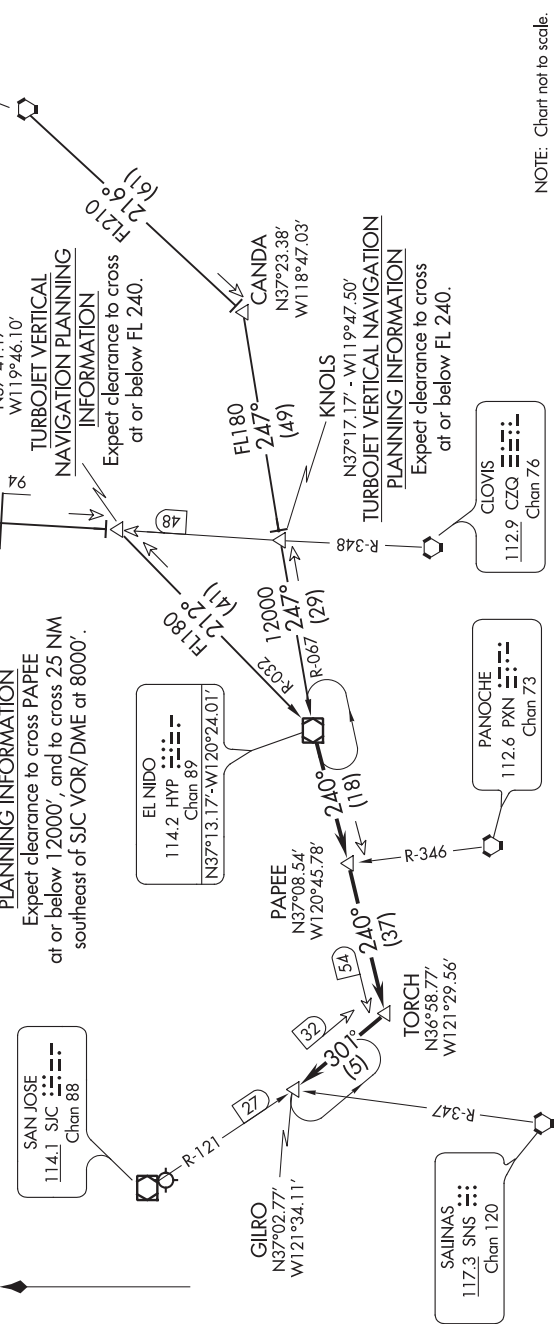 PLANNING INFORMATION
Expect clearance to cross PAPEE
at or below 12000', and to cross 25 NM
southeast of SJC VOR/DME at 8000'.
94
W119°46.10'
TURBOJET VERTICAL
NAVIGATION PLANNING
INFORMATION
Expect clearance to cross
at or below FL 240.
FL210
216°
(61)
SAN JOSE
114.1 SJC
Chan 88
R-121
27
GILRO
N37°02.77'
W121°34.11'
32
301°
(5)
54
TORCH
N36°58.77'
W121°29.56'
240°
(37)
PAPEE
N37°08.54'
W120°45.78'
240°
(18)
EL NIDO
114.2 HYP
Chan 89
N37°13.17'-W120°24.01'
R-032
FL180
212°
(41)
R-067
12000
247°
(29)
48
FL180
247°
(49)
CANDA
N37°23.38'
W118°47.03'
KNOLS
N37°17.17' - W119°47.50'
TURBOJET VERTICAL NAVIGATION
PLANNING INFORMATION
Expect clearance to cross
at or below FL 240.
R-348
CLOVIS
112.9 CZQ
Chan 76
R-346
PANOCHE
112.6 PXN
Chan 73
R-347
SALINAS
117.3 SNS
Chan 120
NOTE: Chart not to scale.